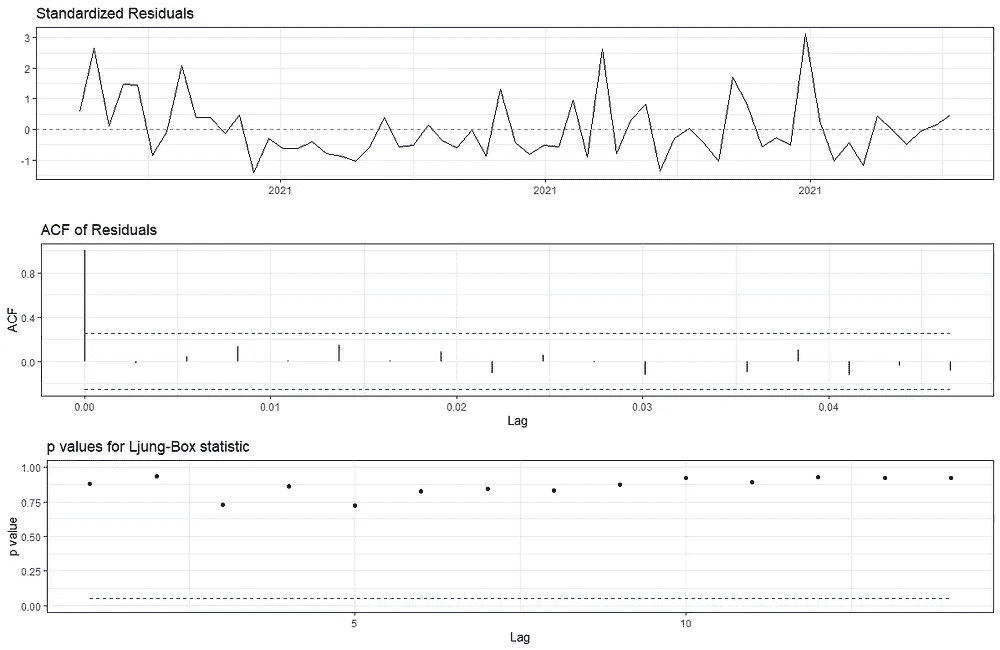 Standardized Residuals
3
2
1
0
-1
2021 2021 2021
ACF of Residuals
ACF
0.8
0.4
0.0
0.00 0.01 0.02 0.03 0.04
Lag
p values for Ljung-Box statistic
p value
1.00
0.75
0.50
0.25
0.00
5 10
Lag